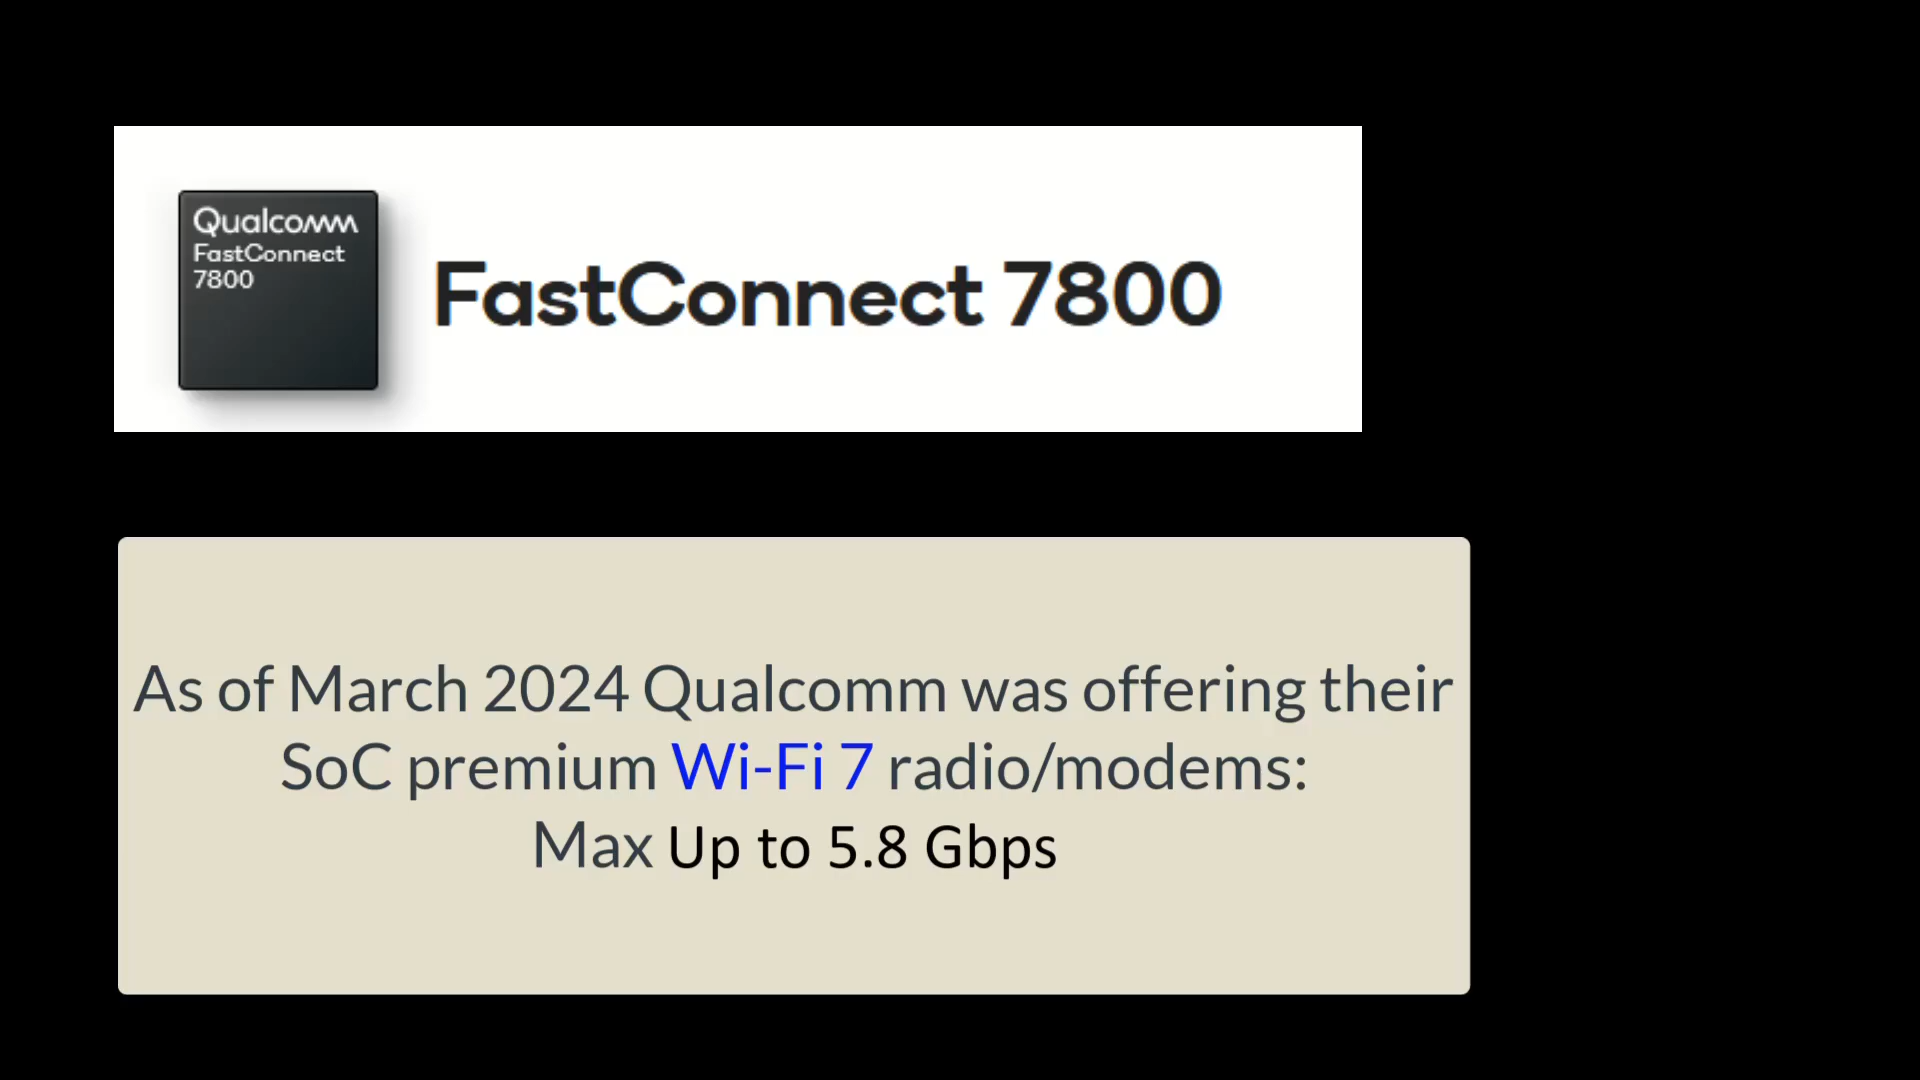 Qualcomm
FastConnect
7800
FastConnect 7800
As of March 2024 Qualcomm was offering their
SoC premium Wi-Fi 7 radio/modems:
Max Up to 5.8 Gbps